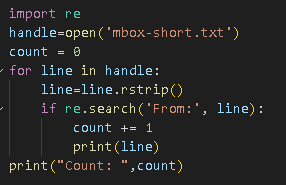 import re
handle=open('mbox-short.txt')
count = 0
for line in handle:
    line=line.rstrip()
    if re.search('From:', line):
        count += 1
        print(line)
print("Count: ",count)